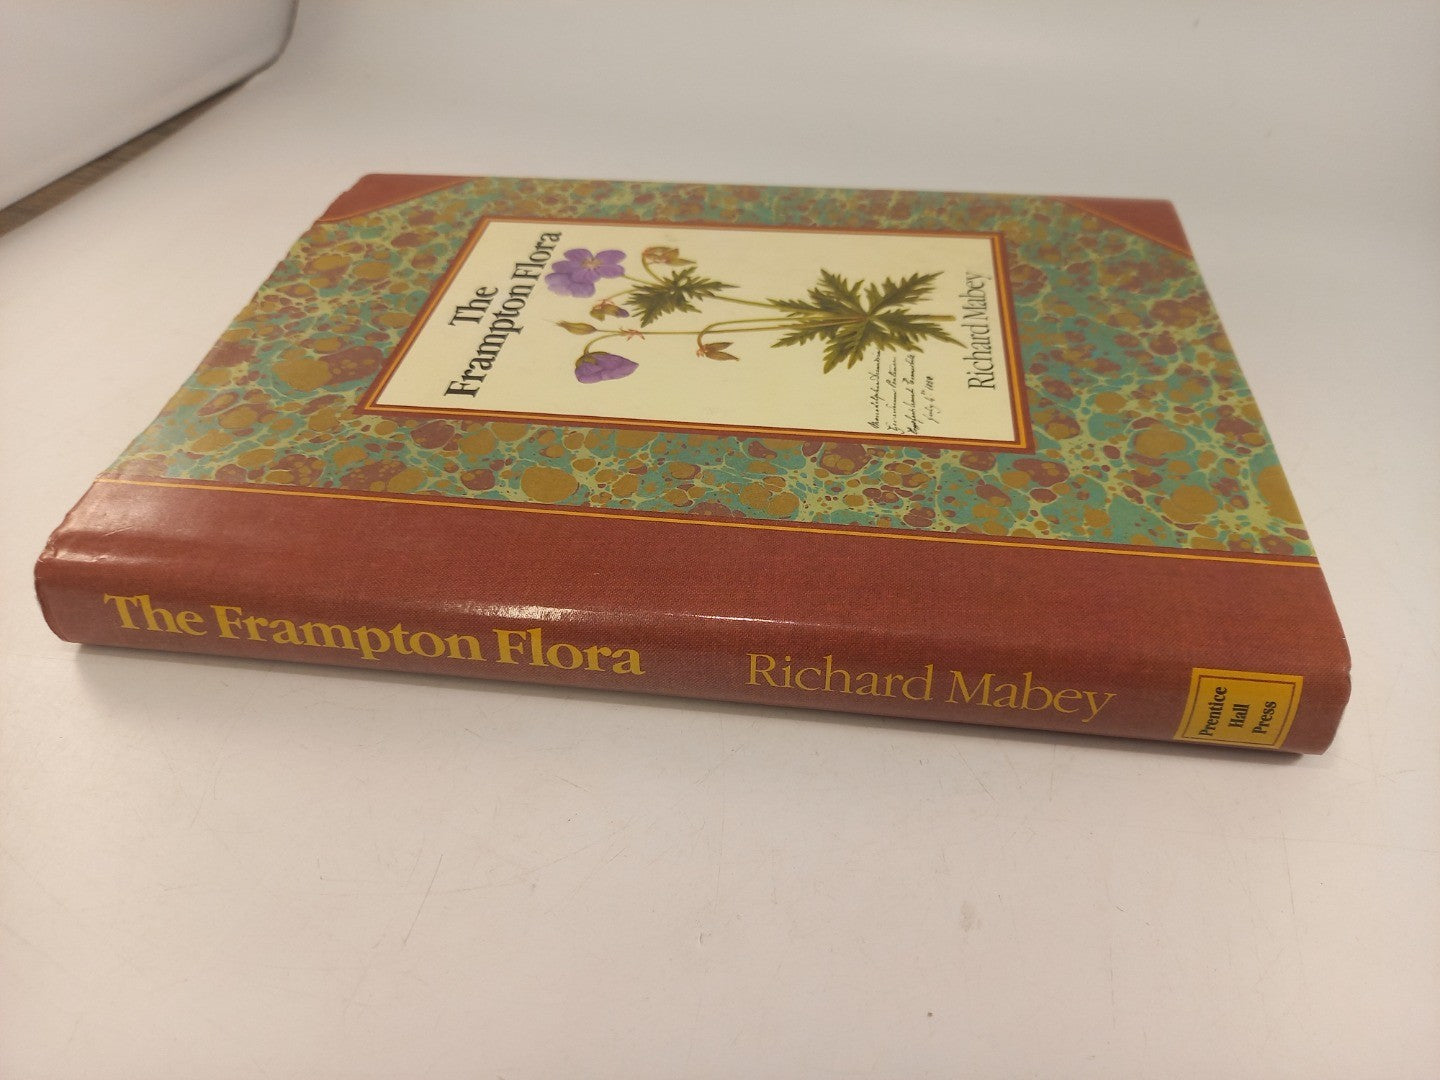 The
Frampton Flora
Richard Mabey
The Frampton Flora
Richard Mabey
Prentice
Hall
Press